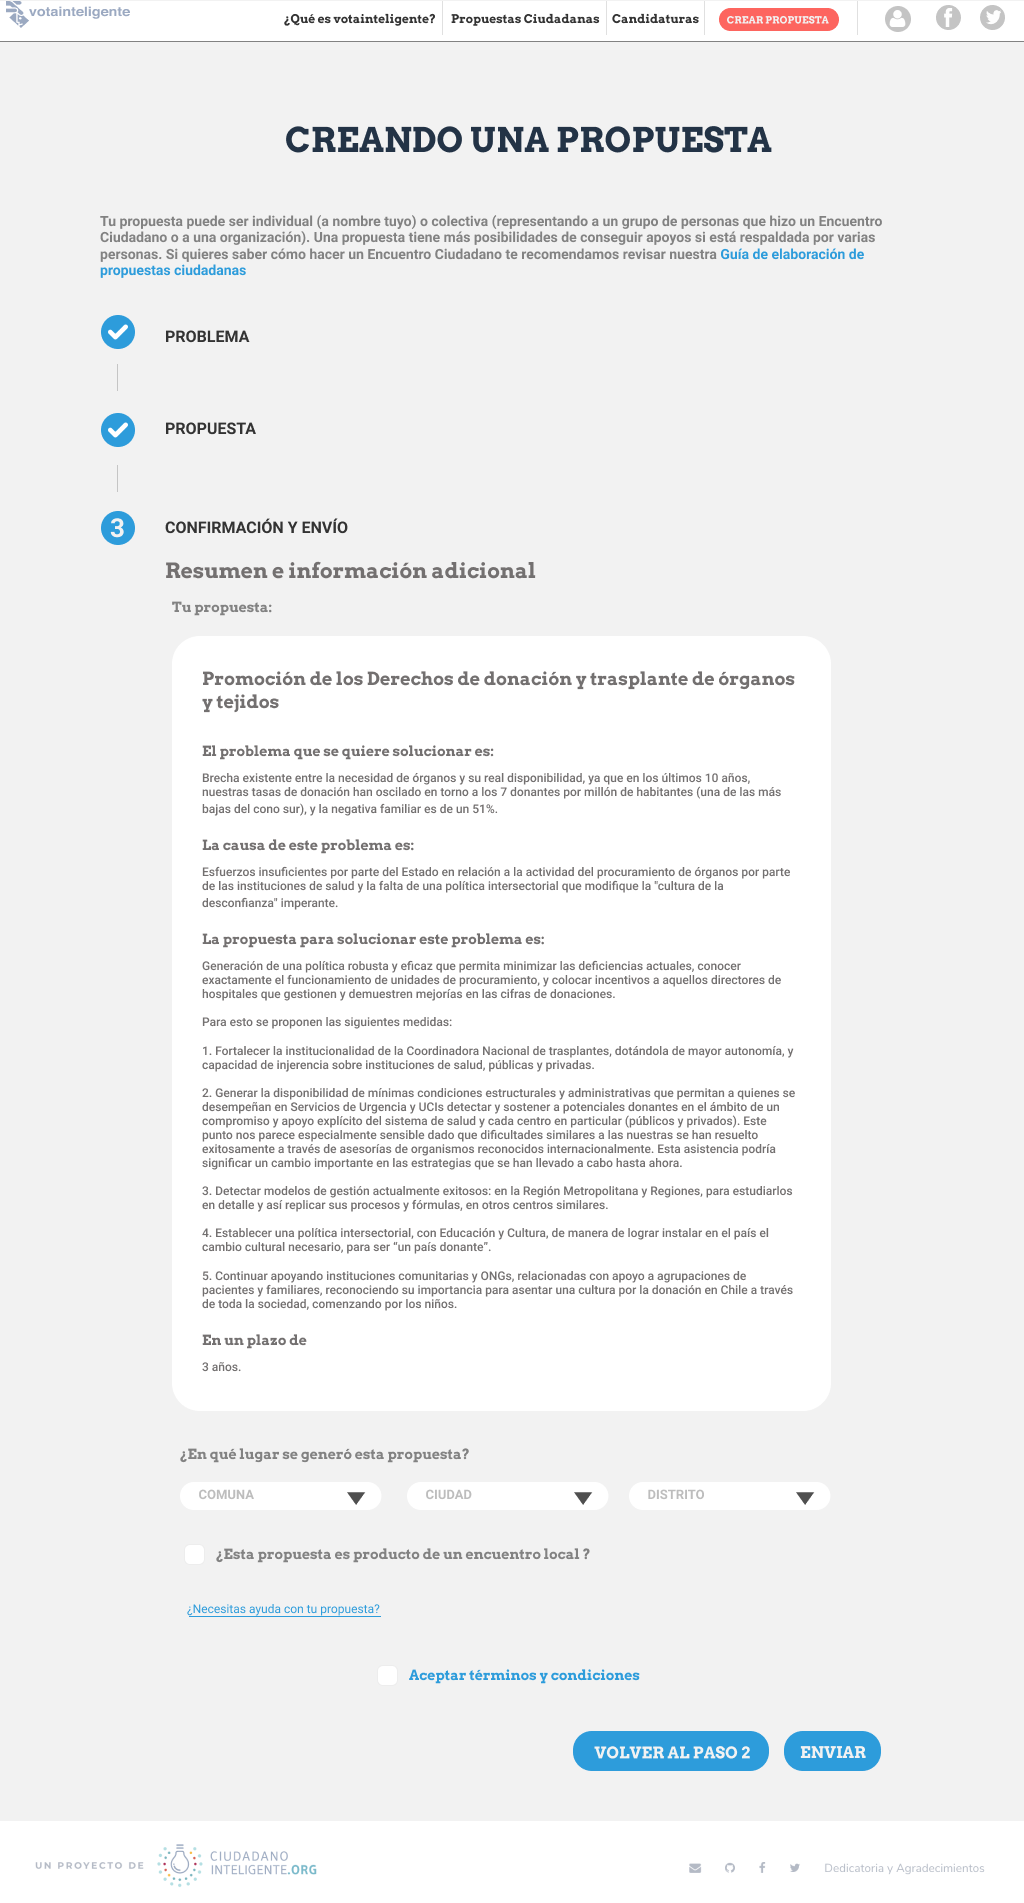 votainteligente
¿Qué es votainteligente?
Propuestas Ciudadanas
Candidaturas
CREAR PROPUESTA
CREANDO UNA PROPUESTA
Tu propuesta puede ser individual (a nombre tuyo) o colectiva (representando a un grupo de personas que hizo un Encuentro
Ciudadano o a una organización). Una propuesta tiene más posibilidades de conseguir apoyos si está respaldada por varias
personas. Si quieres saber cómo hacer un Encuentro Ciudadano te recomendamos revisar nuestra Guía de elaboración de
propuestas ciudadanas
PROBLEMA
PROPUESTA
3 CONFIRMACIÓN Y ENVÍO
Resumen e información adicional
Tu propuesta:
Promoción de los Derechos de donación y trasplante de órganos
y tejidos
El problema que se quiere solucionar es:
Brecha existente entre la necesidad de órganos y su real disponibilidad, ya que en los últimos 10 años,
nuestras tasas de donación han oscilado en torno a los 7 donantes por millón de habitantes (una de las más
bajas del cono sur), y la negativa familiar es de un 51%.
La causa de este problema es:
Esfuerzos insuficientes por parte del Estado en relación a la actividad del procuramiento de órganos por parte
de las instituciones de salud y la falta de una política intersectorial que modifique la "cultura de la
desconfianza" imperante.
La propuesta para solucionar este problema es:
Generación de una política robusta y eficaz que permita minimizar las deficiencias actuales, conocer
exactamente el funcionamiento de unidades de procuramiento, y colocar incentivos a aquellos directores de
hospitales que gestionen y demuestren mejorías en las cifras de donaciones.
Para esto se proponen las siguientes medidas:
1. Fortalecer la institucionalidad de la Coordinadora Nacional de trasplantes, dotándola de mayor autonomía, y
capacidad de injerencia sobre instituciones de salud, públicas y privadas.
2. Generar la disponibilidad de mínimas condiciones estructurales y administrativas que permitan a quienes se
desempeñan en Servicios de Urgencia y UCIs detectar y sostener a potenciales donantes en el ámbito de un
compromiso y apoyo explícito del sistema de salud y cada centro en particular (públicos y privados). Este
punto nos parece especialmente sensible dado que dificultades similares a las nuestras se han resuelto
exitosamente a través de asesorías de organismos reconocidos internacionalmente. Esta asistencia podría
significar un cambio importante en las estrategias que se han llevado a cabo hasta ahora.
3. Detectar modelos de gestión actualmente exitosos: en la Región Metropolitana y Regiones, para estudiarlos
en detalle y así replicar sus procesos y fórmulas, en otros centros similares.
4. Establecer una política intersectorial, con Educación y Cultura, de manera de lograr instalar en el país el
cambio cultural necesario, para ser “un país donante”.
5. Continuar apoyando instituciones comunitarias y ONGs, relacionadas con apoyo a agrupaciones de
pacientes y familiares, reconociendo su importancia para asentar una cultura por la donación en Chile a través
de toda la sociedad, comenzando por los niños.
En un plazo de
3 años.
¿En qué lugar se generó esta propuesta?
COMUNA
CIUDAD
DISTRITO
¿Esta propuesta es producto de un encuentro local ?
¿Necesitas ayuda con tu propuesta?
Aceptar términos y condiciones
VOLVER AL PASO 2
ENVIAR
UN PROYECTO DE
CIUDADANO
INTELIGENTE.ORG
Dedicatoria y Agradecimientos